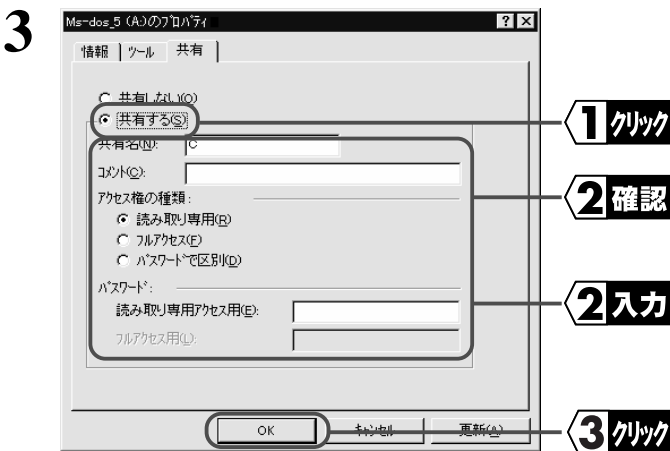 3
Ms-dos_5 (A:)のプロパティ
情報 ツール 共有
共有しない(O)
共有する(S)
1 クリック
共有名(N): C
コメント(C):
2 確認
アクセス権の種類:
読み取り専用(R)
フルアクセス(F)
パスワードで区別(D)
パスワード:
読み取り専用アクセス用(E):
2 入力
フルアクセス用(L):
OK キャンセル 更新(A)
3 クリック